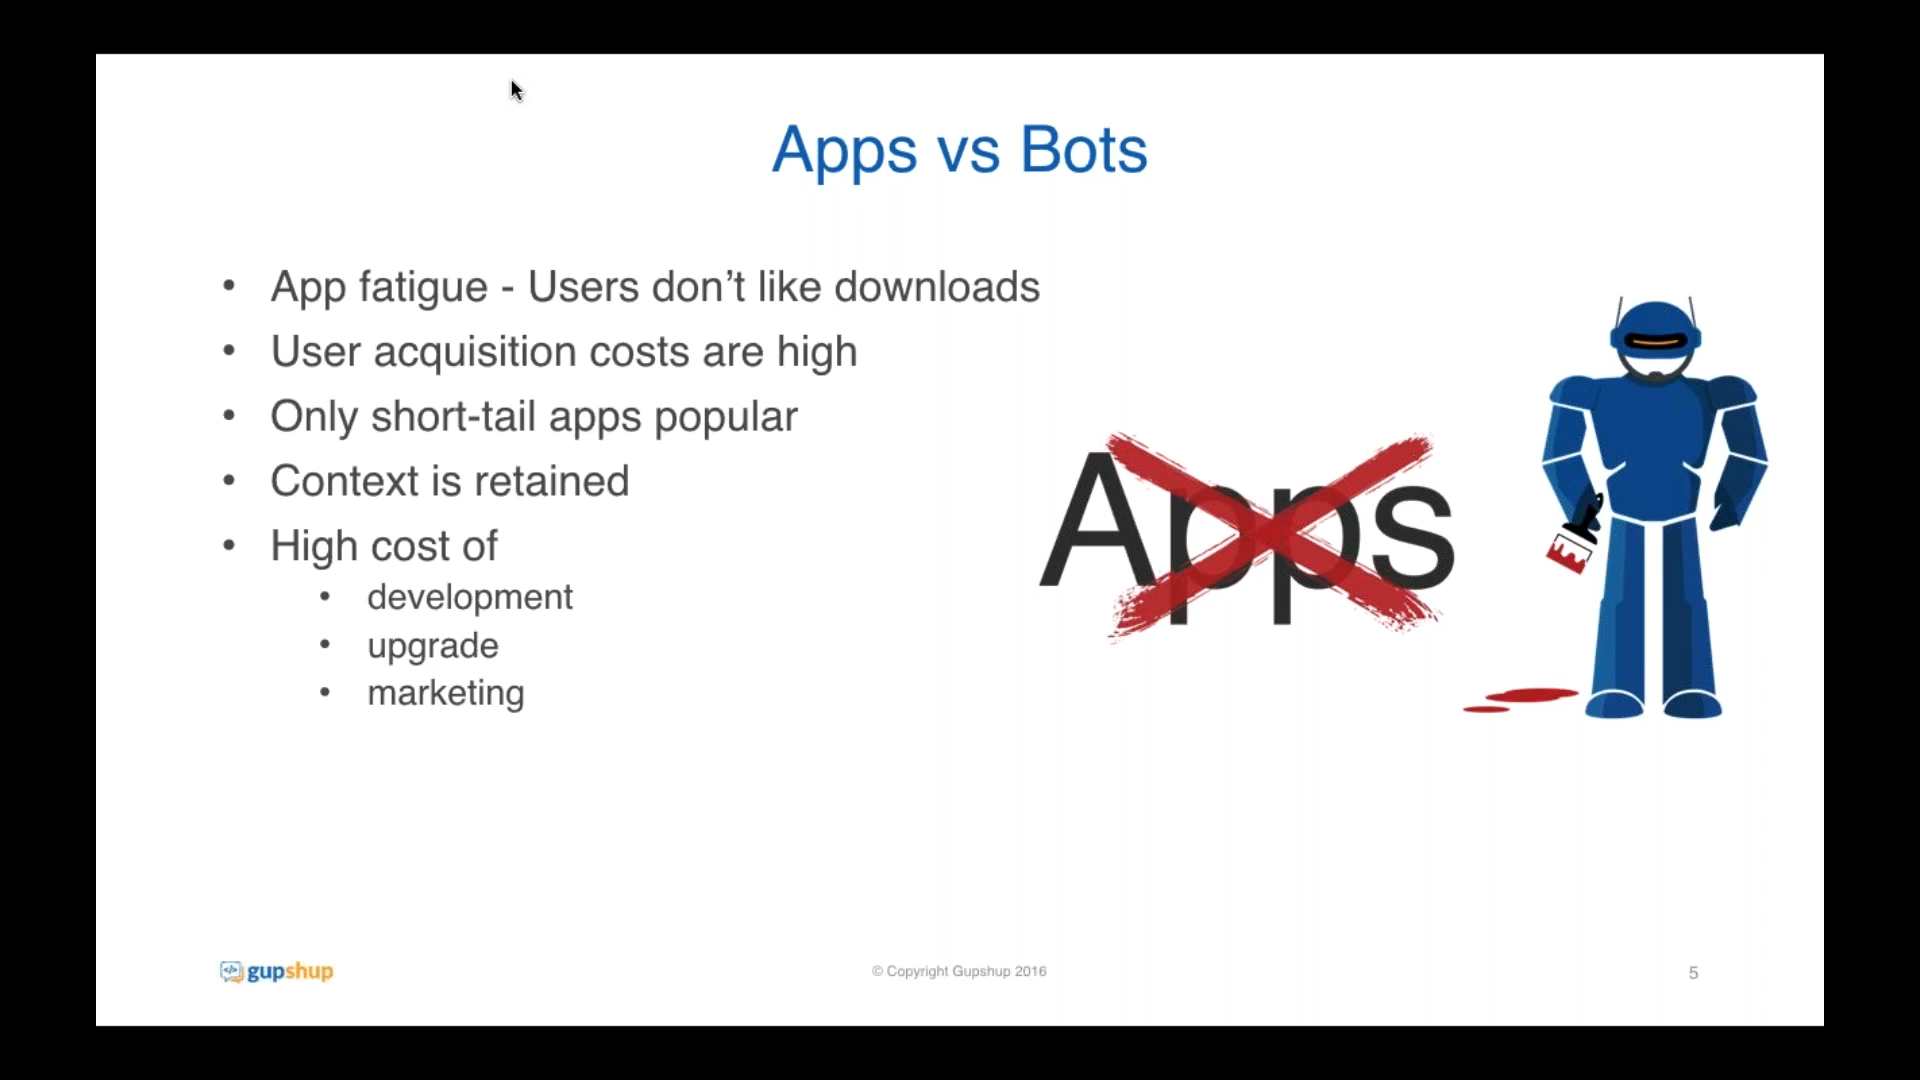 Apps vs Bots
• App fatigue - Users don’t like downloads
• User acquisition costs are high
• Only short-tail apps popular
• Context is retained
• High cost of
• development
• upgrade
• marketing
Apps
gupshup
© Copyright Gupshup 2016
5